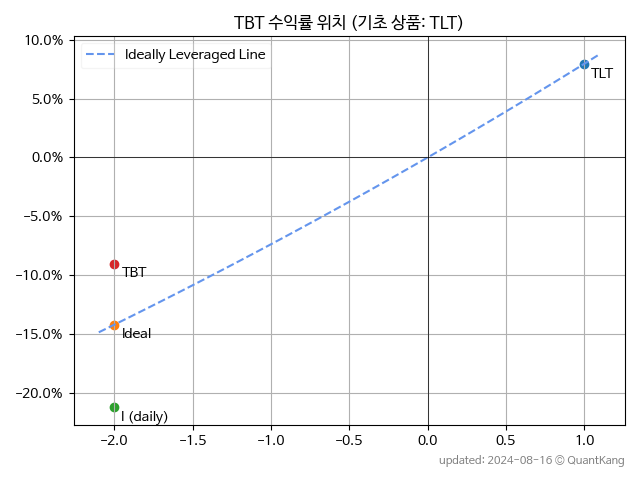 TBT 수익률 위치 (기초 상품: TLT)
Ideally Leveraged Line
10.0%
5.0%
0.0%
−5.0%
−10.0%
−15.0%
−20.0%
TLT
TBT
Ideal
I (daily)
−2.0 −1.5 −1.0 −0.5 0.0 0.5 1.0
updated: 2024-08-16 © QuantKang